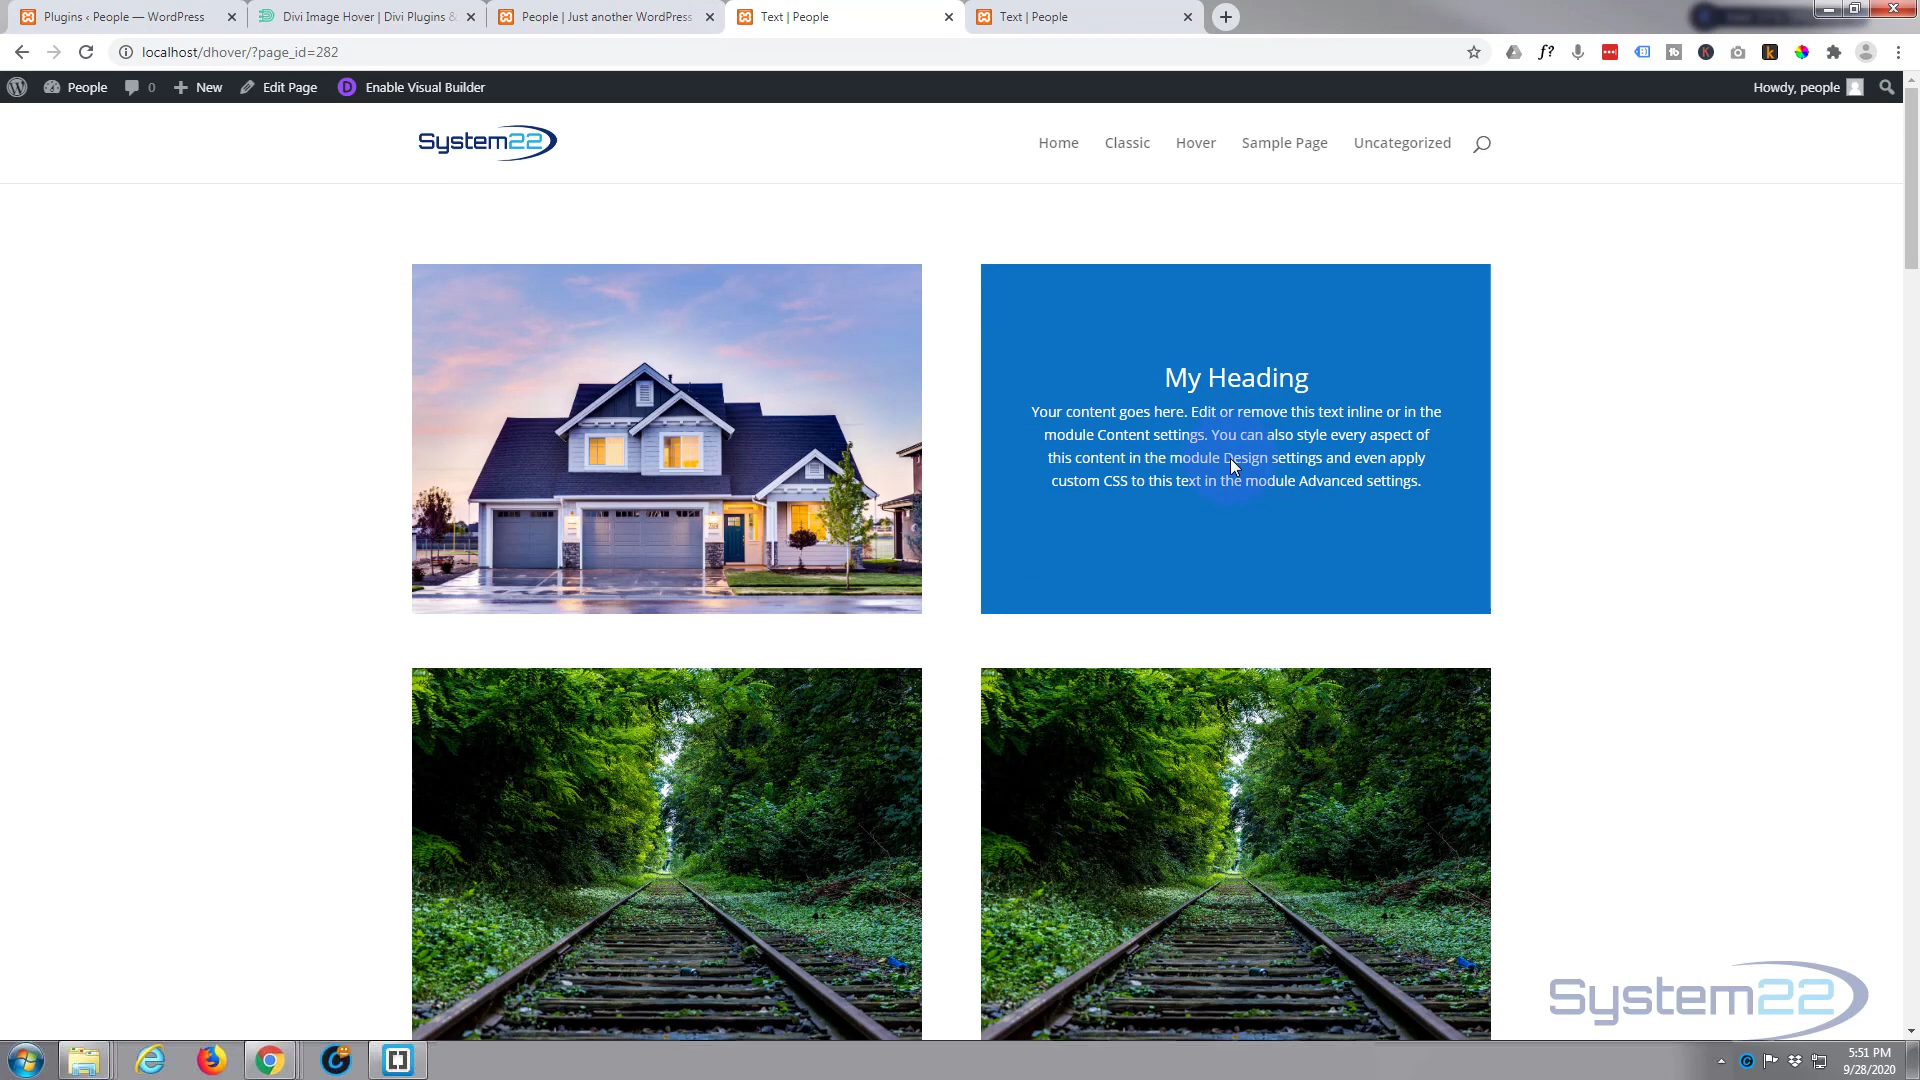 Plugins ‹ People — WordPress
Divi Image Hover | Divi Plugins &
People | Just another WordPress
Text | People
Text | People
localhost/dhover/?page_id=282
People
0
New
Edit Page
Enable Visual Builder
Howdy, people
System22
Home
Classic
Hover
Sample Page
Uncategorized
My Heading
Your content goes here. Edit or remove this text inline or in the
module Content settings. You can also style every aspect of
this content in the module Design settings and even apply
custom CSS to this text in the module Advanced settings.
System22
5:51 PM
9/28/2020